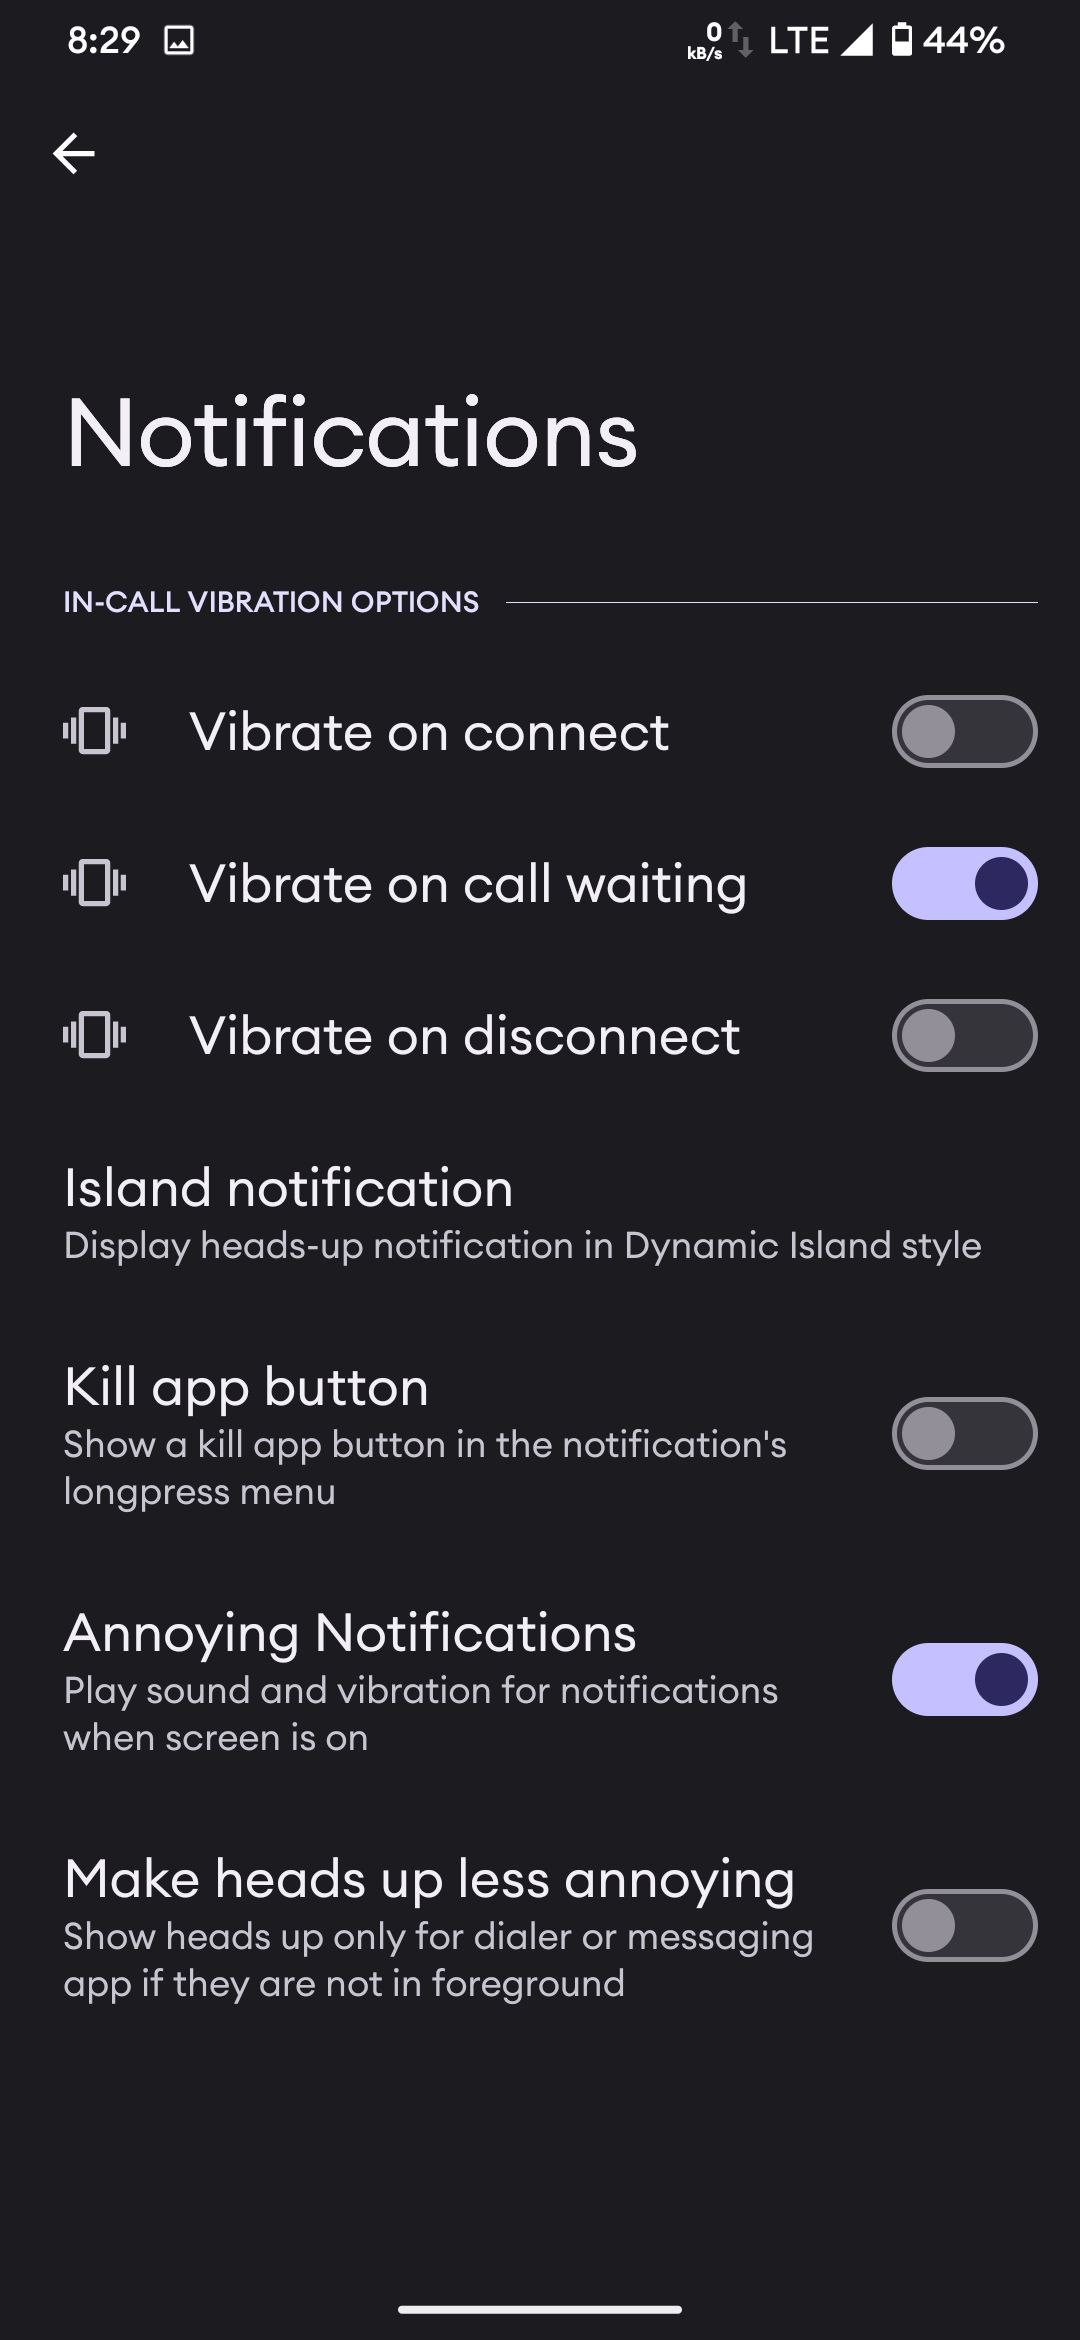 8:29
0 kB/s LTE 44%
Notifications
IN-CALL VIBRATION OPTIONS
Vibrate on connect
Vibrate on call waiting
Vibrate on disconnect
Island notification
Display heads-up notification in Dynamic Island style
Kill app button
Show a kill app button in the notification's
longpress menu
Annoying Notifications
Play sound and vibration for notifications
when screen is on
Make heads up less annoying
Show heads up only for dialer or messaging
app if they are not in foreground